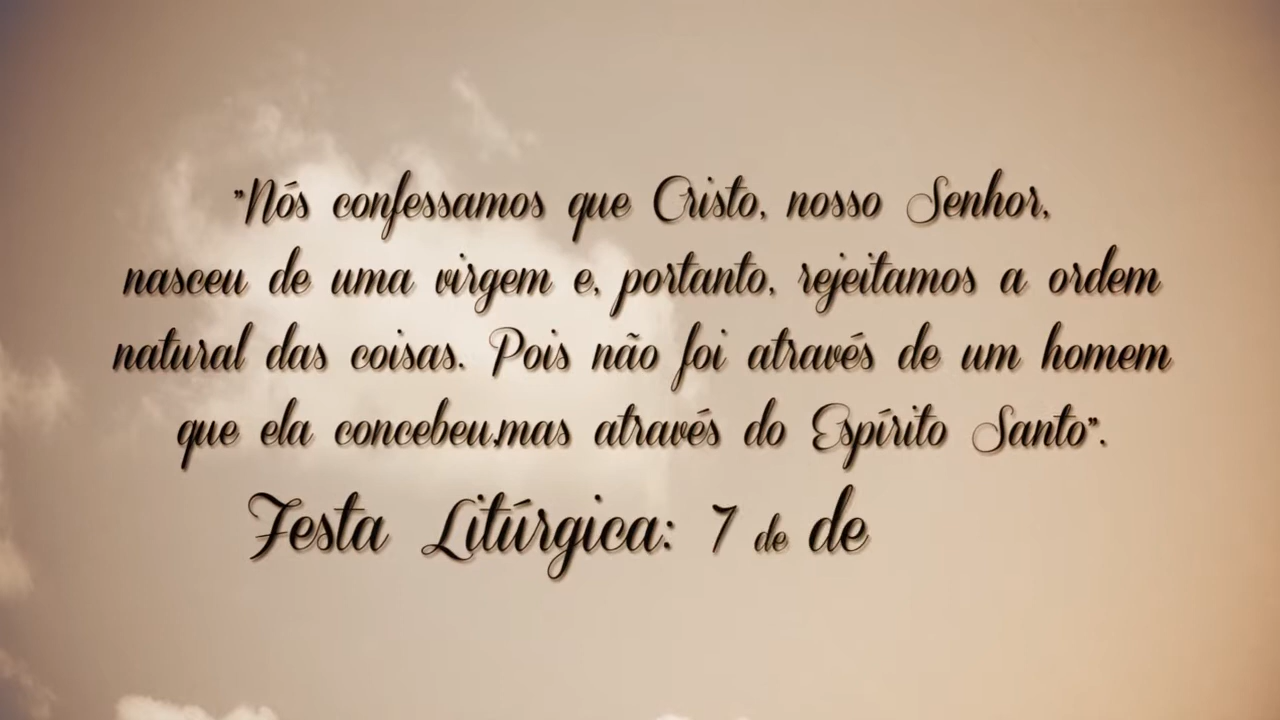 "Nós confessamos que Cristo, nosso Senhor,
nasceu de uma virgem e, portanto, rejeitamos a ordem
natural das coisas. Pois não foi através de um homem
que ela concebeu,mas através do Espírito Santo".
Festa Litúrgica: 7 de de